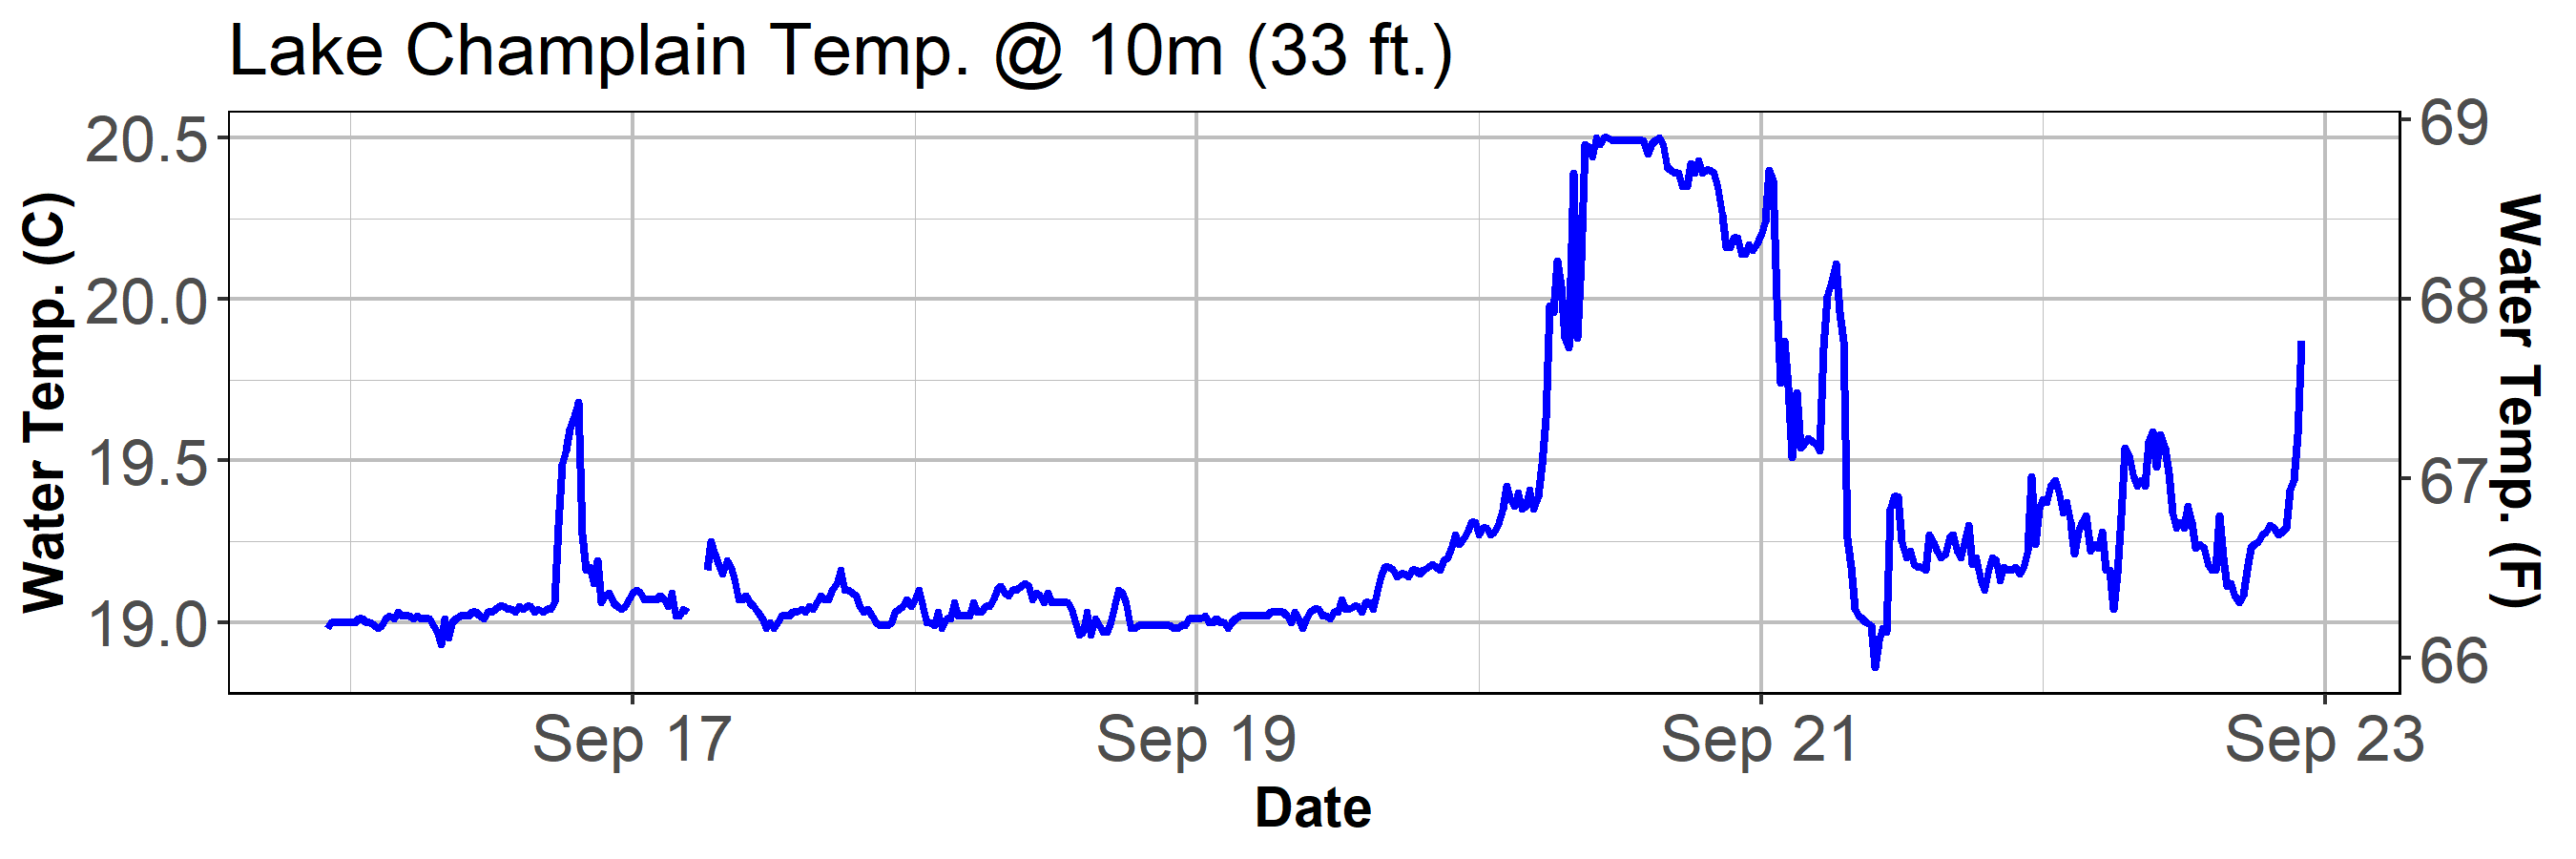 Lake Champlain Temp. @ 10m (33 ft.)
Water Temp. (C)
20.5
20.0
19.5
19.0
69
68
67
66
Water Temp. (F)
Sep 17
Sep 19
Sep 21
Sep 23
Date